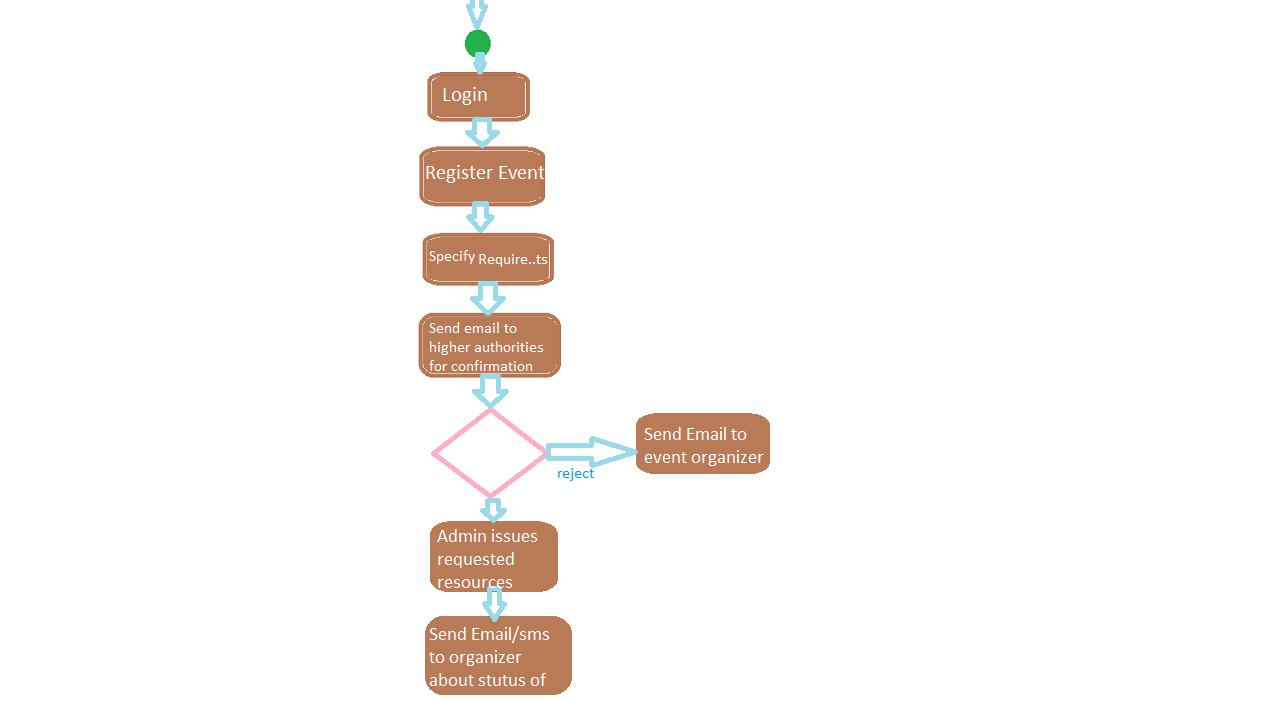 Login
Register Event
Specify Require..ts
Send email to
higher authorities
for confirmation
Send Email to
event organizer
reject
Admin issues
requested
resources
Send Email/sms
to organizer
about stutus of